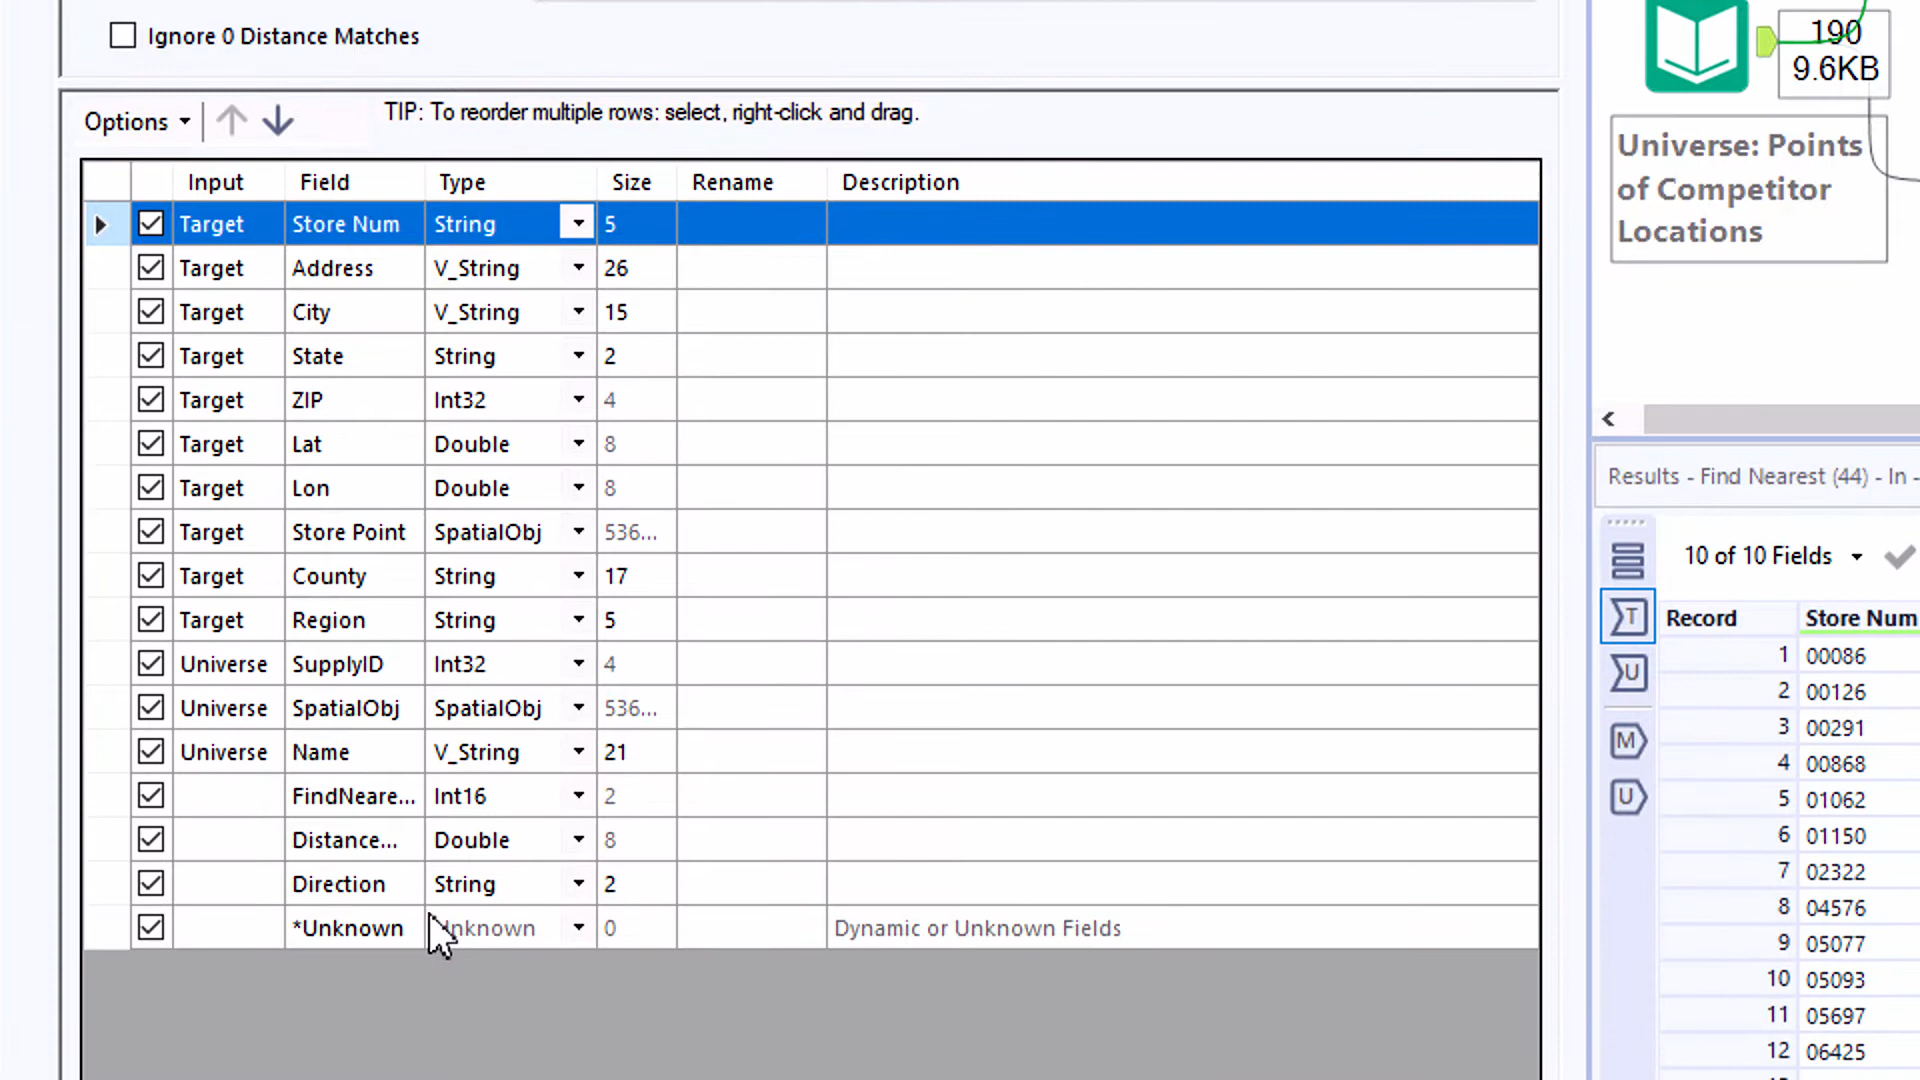 Ignore 0 Distance Matches
Options
TIP: To reorder multiple rows: select, right-click and drag.
Input Field Type Size Rename Description
Target Store Num String 5
Target Address V_String 26
Target City V_String 15
Target State String 2
Target ZIP Int32 4
Target Lat Double 8
Target Lon Double 8
Target Store Point SpatialObj 536...
Target County String 17
Target Region String 5
Universe SupplyID Int32 4
Universe SpatialObj SpatialObj 536...
Universe Name V_String 21
FindNeare... Int16 2
Distance... Double 8
Direction String 2
*Unknown Unknown 0 Dynamic or Unknown Fields
190
9.6KB
Universe: Points
of Competitor
Locations
Results - Find Nearest (44) - In -
10 of 10 Fields
T
U
M
U
Record Store Num
1 00086
2 00126
3 00291
4 00868
5 01062
6 01150
7 02322
8 04576
9 05077
10 05093
11 05697
12 06425